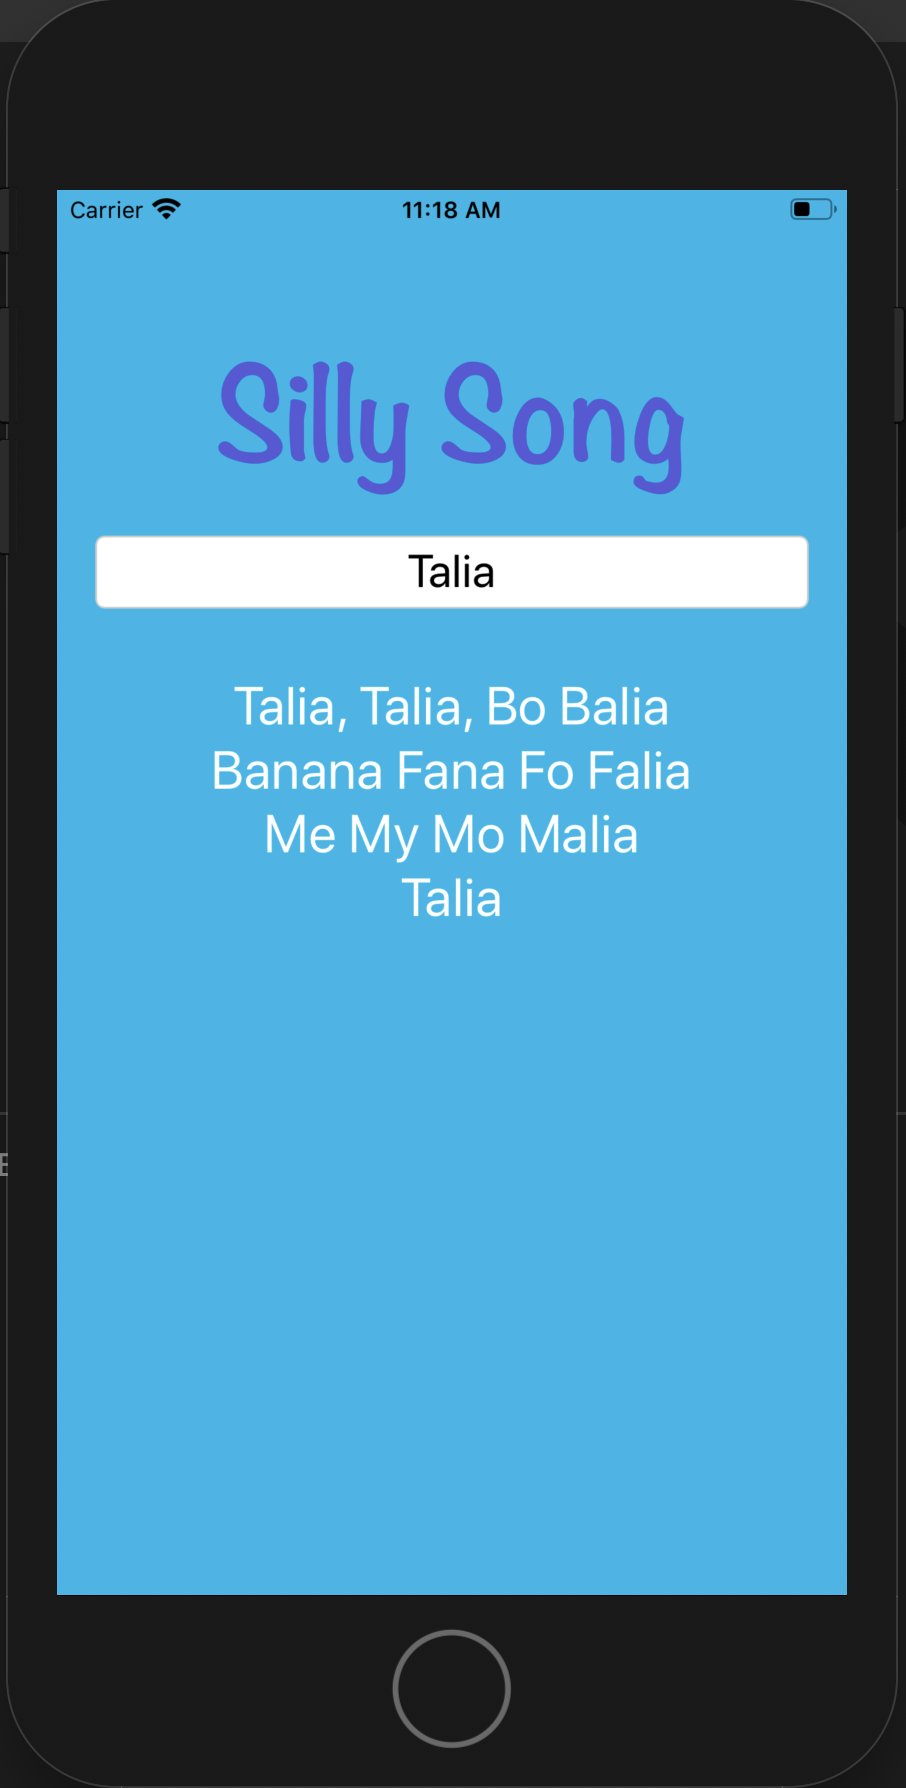 Carrier 11:18 AM
Silly Song
Talia
Talia, Talia, Bo Balia
Banana Fana Fo Falia
Me My Mo Malia
Talia